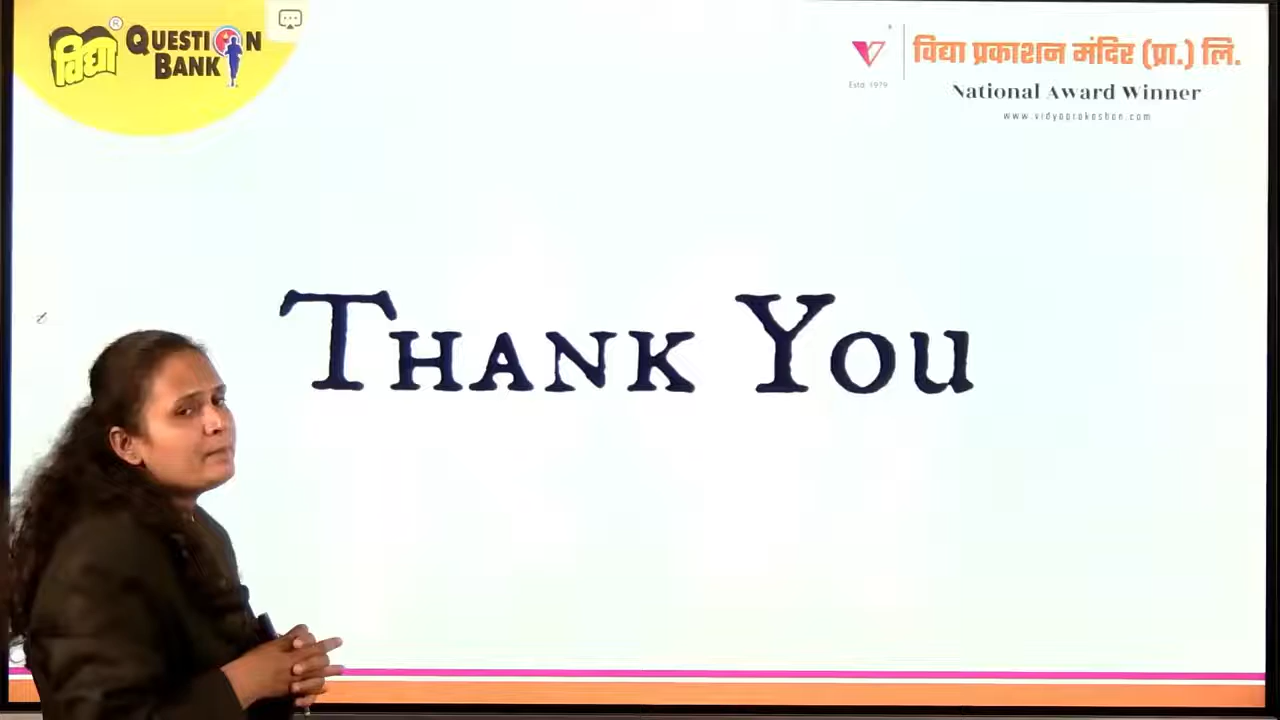 विद्या
®
QUESTION
BANK
Estd. 1979
विद्या प्रकाशन मंदिर (प्रा.) लि.
National Award Winner
www.vidyaprakashan.com
THANK YOU